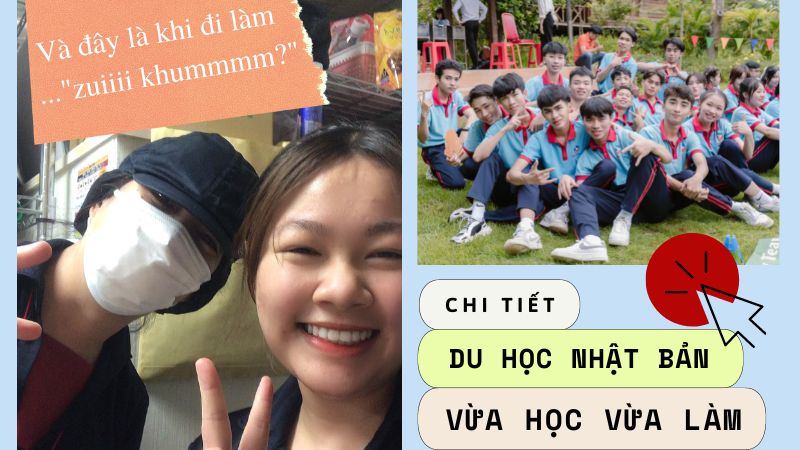 Và đây là khi đi làm
..."zuiiii khummmm?"
CHI TIẾT
DU HỌC NHẬT BẢN
VỪA HỌC VỪA LÀM